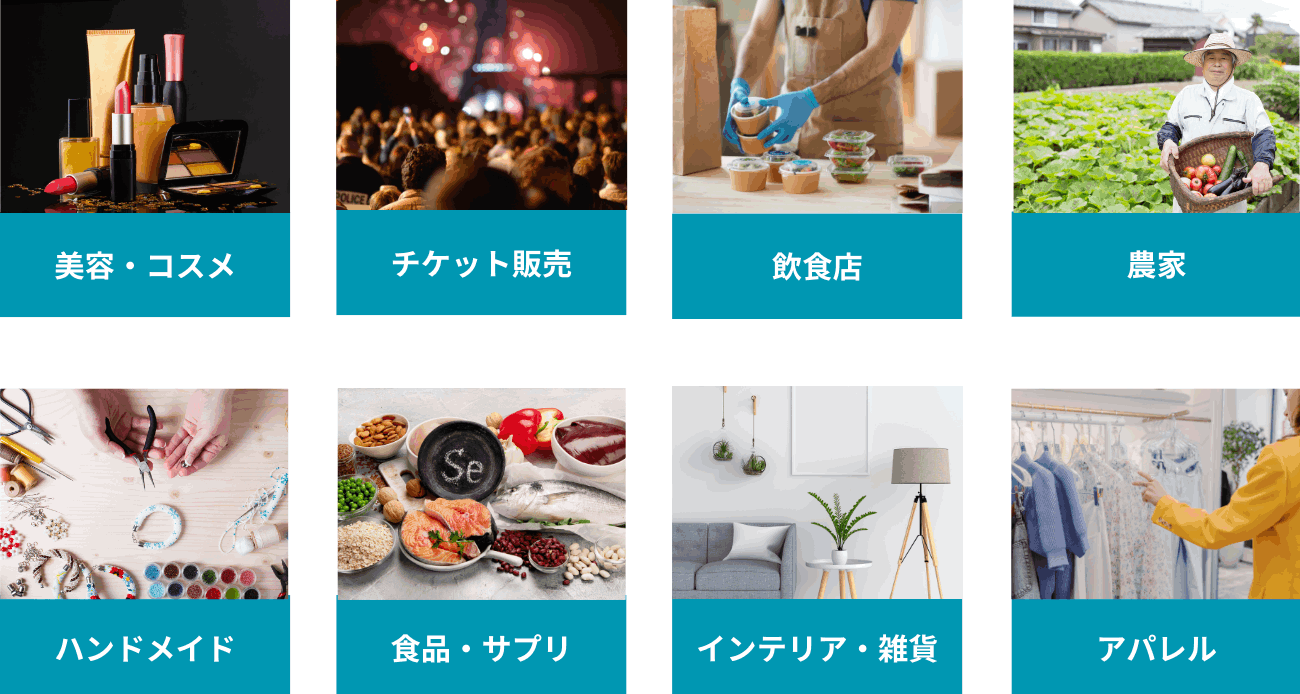 美容・コスメ
チケット販売
飲食店
農家
ハンドメイド
食品・サプリ
インテリア・雑貨
アパレル
POLICE
Se